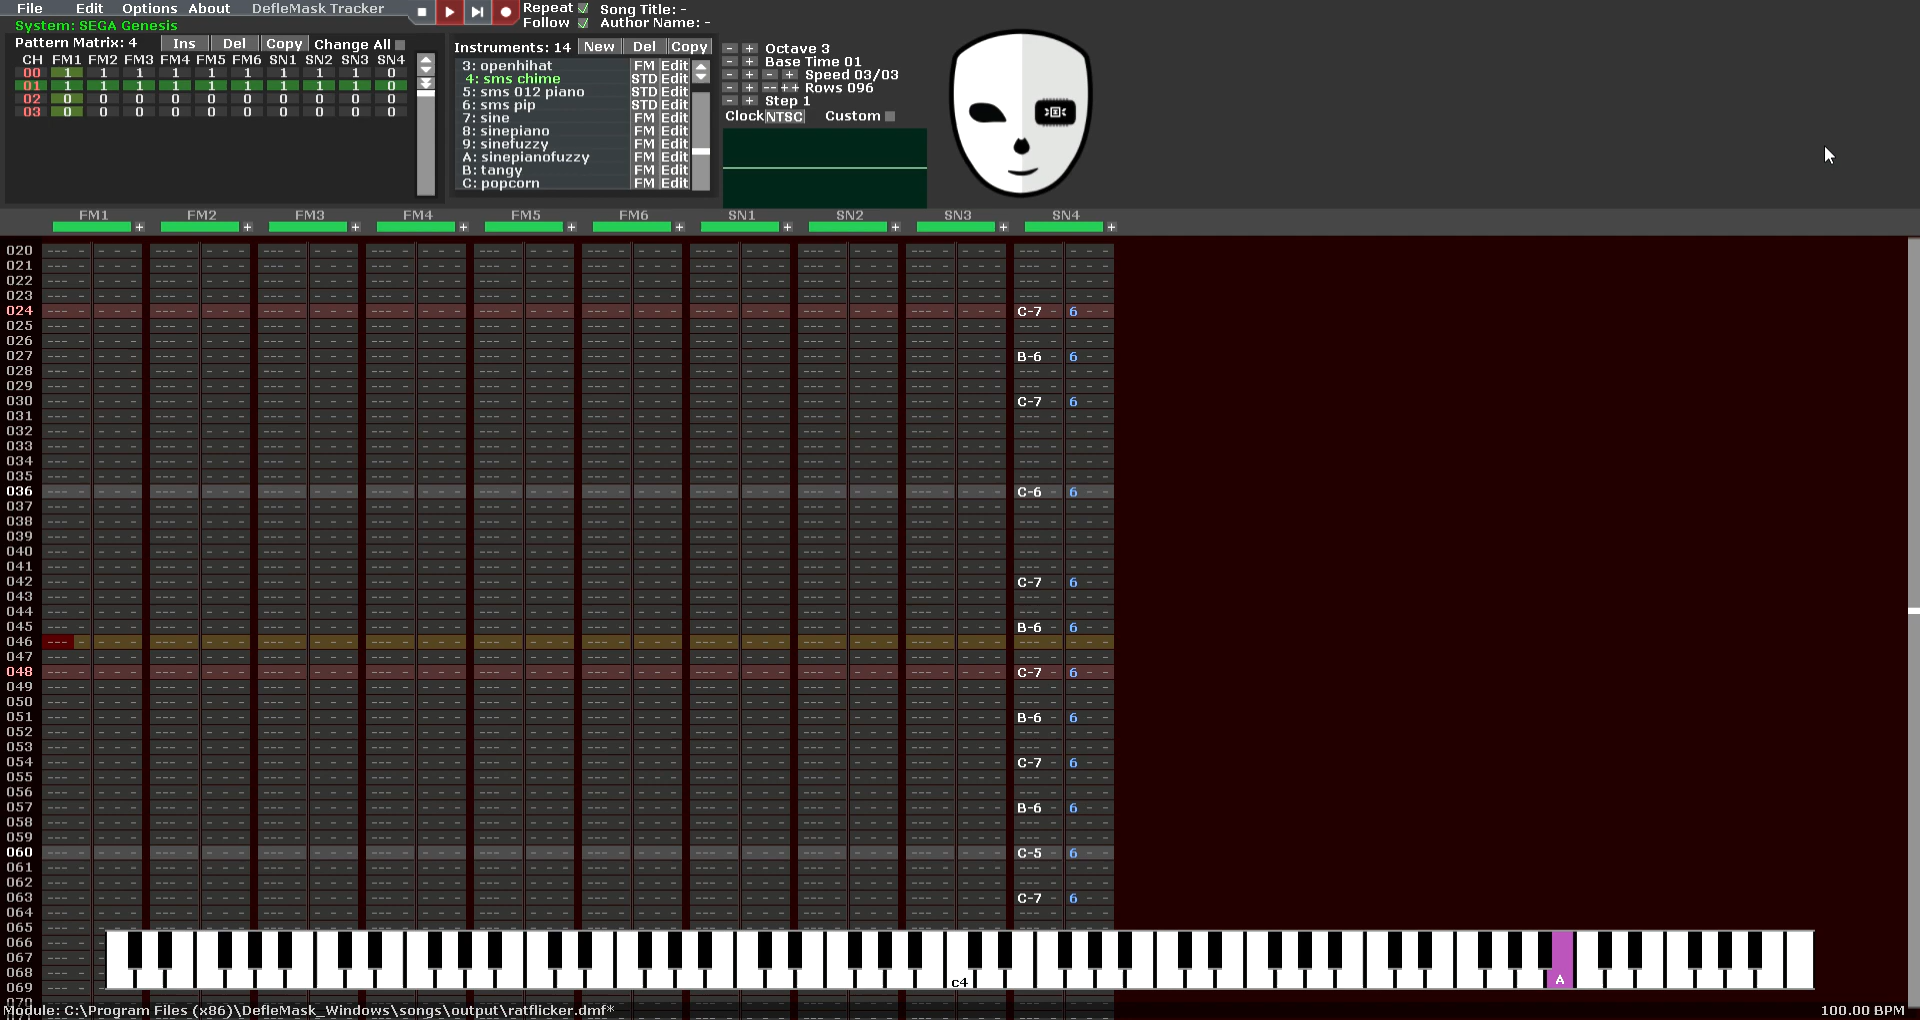 File Edit Options About DefleMask Tracker
System: SEGA Genesis
Pattern Matrix: 4 Ins Del Copy Change All
CH FM1 FM2 FM3 FM4 FM5 FM6 SN1 SN2 SN3 SN4
00 1 1 1 1 1 1 1 1 1 0
01 1 1 1 1 1 1 1 1 1 0
02 0 0 0 0 0 0 0 0 0 0
03 0 0 0 0 0 0 0 0 0 0
Repeat Song Title: -
Follow Author Name: -
Instruments: 14 New Del Copy
3: openhihat FM Edit
4: sms chime STD Edit
5: sms 012 piano STD Edit
6: sms pip STD Edit
7: sine FM Edit
8: sinepiano FM Edit
9: sinefuzzy FM Edit
A: sinepianofuzzy FM Edit
B: tangy FM Edit
C: popcorn FM Edit
- + Octave 3
- + Base Time 01
- + - + Speed 03/03
- + -- ++ Rows 096
- + Step 1
Clock NTSC Custom
FM1 FM2 FM3 FM4 FM5 FM6 SN1 SN2 SN3 SN4
+ + + + + + + + + +
020
021
022
023
024 C-7 6
025
026
027 B-6 6
028
029
030 C-7 6
031
032
033
034
035
036 C-6 6
037
038
039
040
041
042 C-7 6
043
044
045 B-6 6
046
047
048 C-7 6
049
050
051 B-6 6
052
053
054 C-7 6
055
056
057 B-6 6
058
059
060 C-5 6
061
062
063 C-7 6
064
065
066
067
068
069
c4 A
Module: C:\Program Files (x86)\DefleMask_Windows\songs\output\ratflicker.dmf* 100.00 BPM